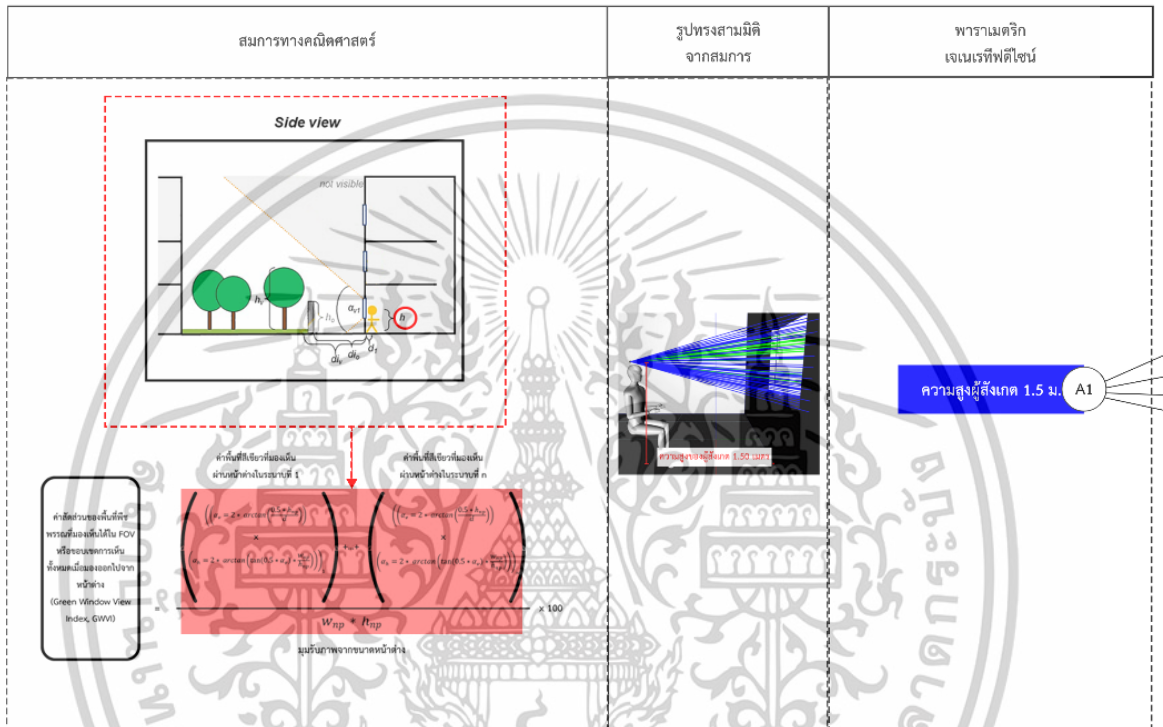 สมการทางคณิตศาสตร์
รูปทรงสามมิติ
จากสมการ
พาราเมตริก
เจเนเรทีฟดีไซน์
Side view
not visible
h
ความสูงผู้สังเกต 1.5 ม.
A1
ความสูงของผู้สังเกต 1.50 เมตร
ค่าพื้นที่สีเขียวที่มองเห็น
ผ่านหน้าต่างในระนาบที่ 1
ค่าพื้นที่สีเขียวที่มองเห็น
ผ่านหน้าต่างในระนาบที่ n
ค่าสัดส่วนของพื้นที่พืช
พรรณที่มองเห็นได้ใน FOV
หรือขอบเขตการเห็น
ทั้งหมดเมื่อมองออกไปจาก
หน้าต่าง
(Green Window View
Index, GWVI)
=
w_np * h_np
x 100
มุมรับภาพจากขนาดหน้าต่าง